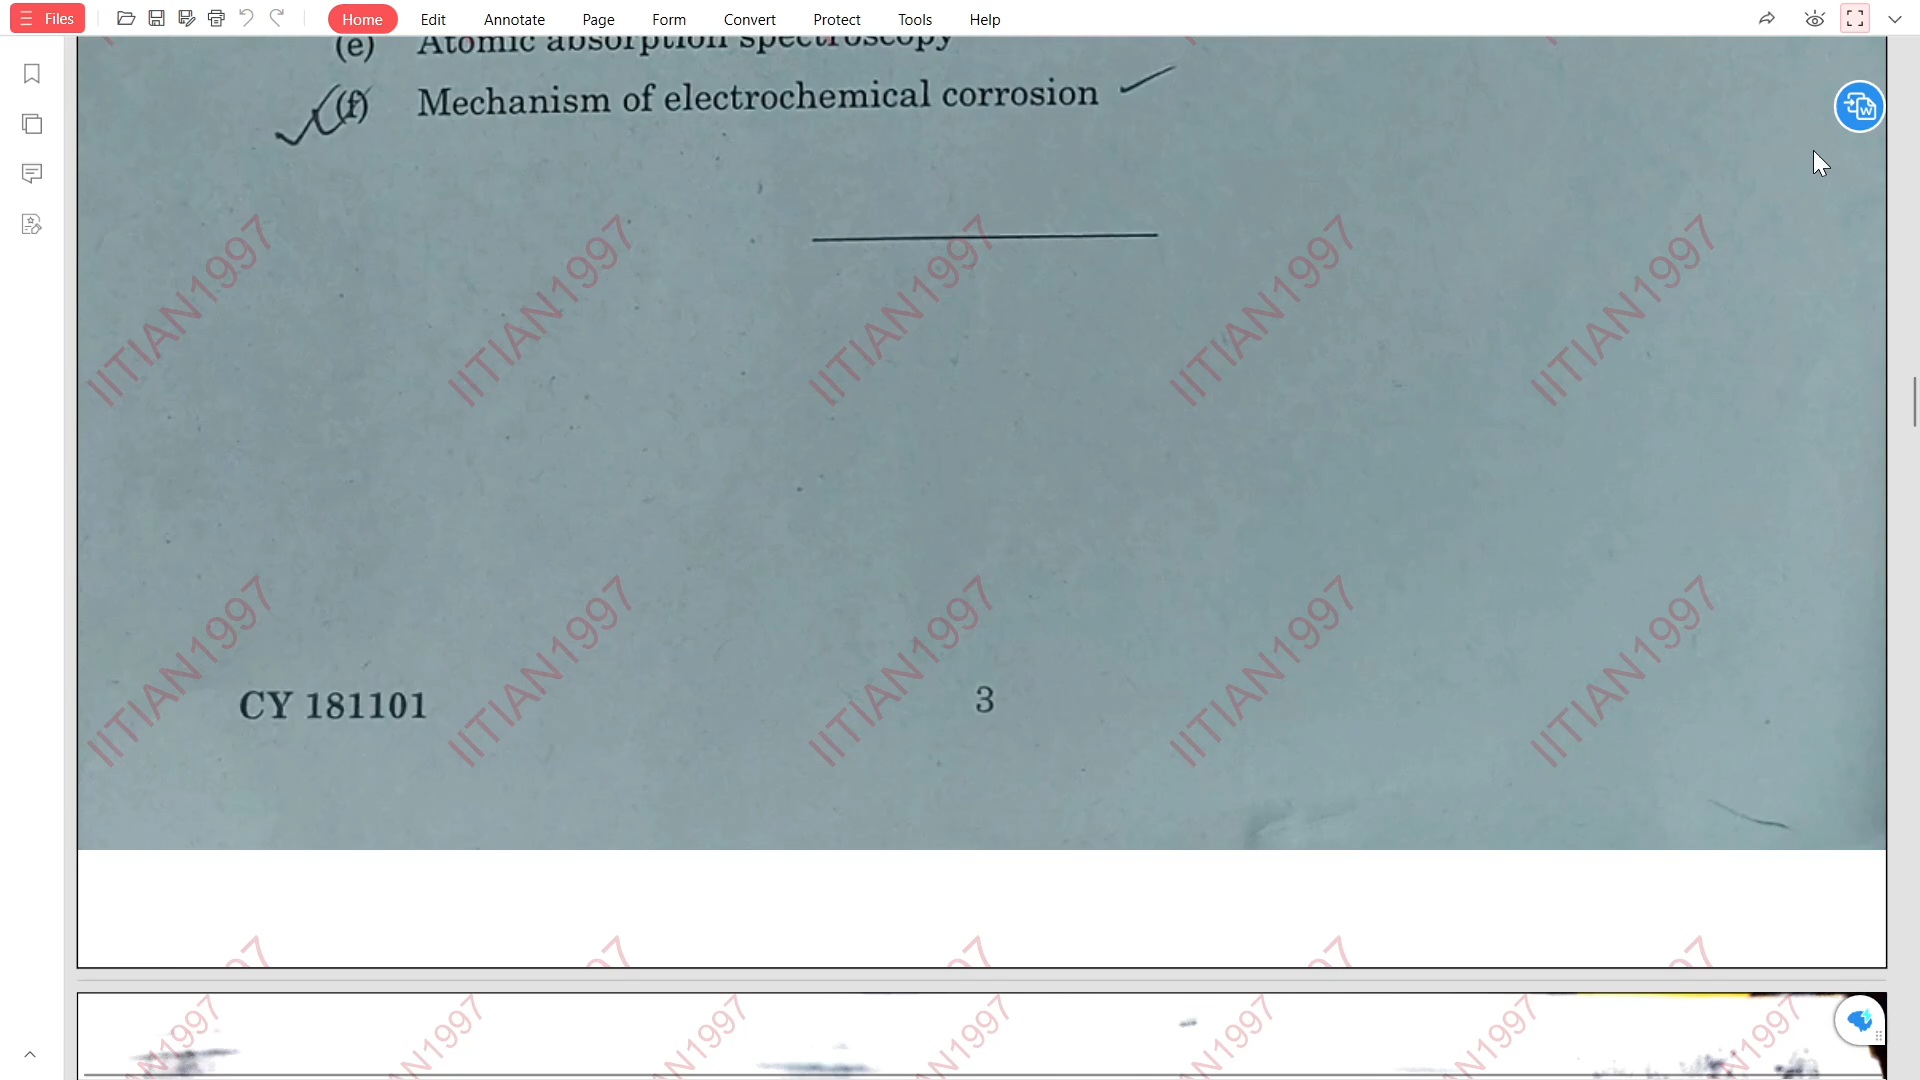 Files
Home Edit Annotate Page Form Convert Protect Tools Help
(e) Atomic absorption spectroscopy
(f) Mechanism of electrochemical corrosion
IITIAN1997 IITIAN1997 IITIAN1997 IITIAN1997 IITIAN1997
IITIAN1997 IITIAN1997 IITIAN1997 IITIAN1997 IITIAN1997
CY 181101 3